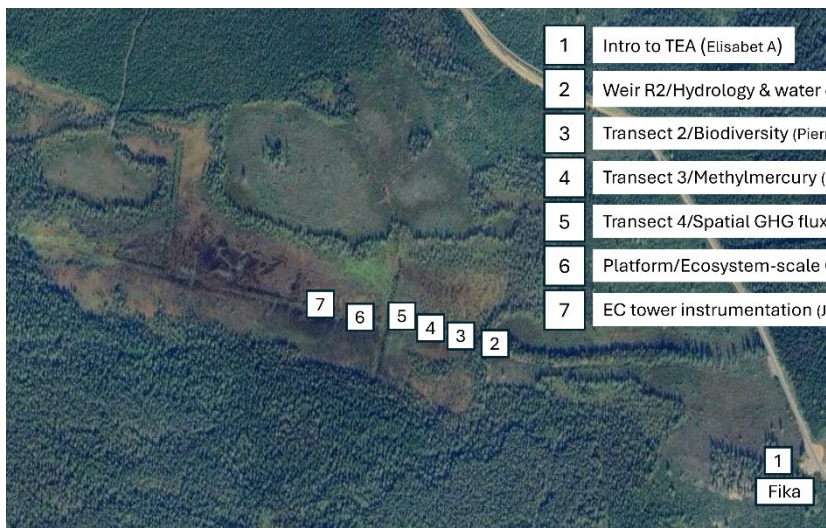 1 Intro to TEA (Elisabet A)
2 Weir R2/Hydrology & water
3 Transect 2/Biodiversity
4 Transect 3/Methylmercury (
5 Transect 4/Spatial GHG flux
6 Platform/Ecosystem-scale
7 EC tower instrumentation
7
6
5
4
3
2
1
Fika